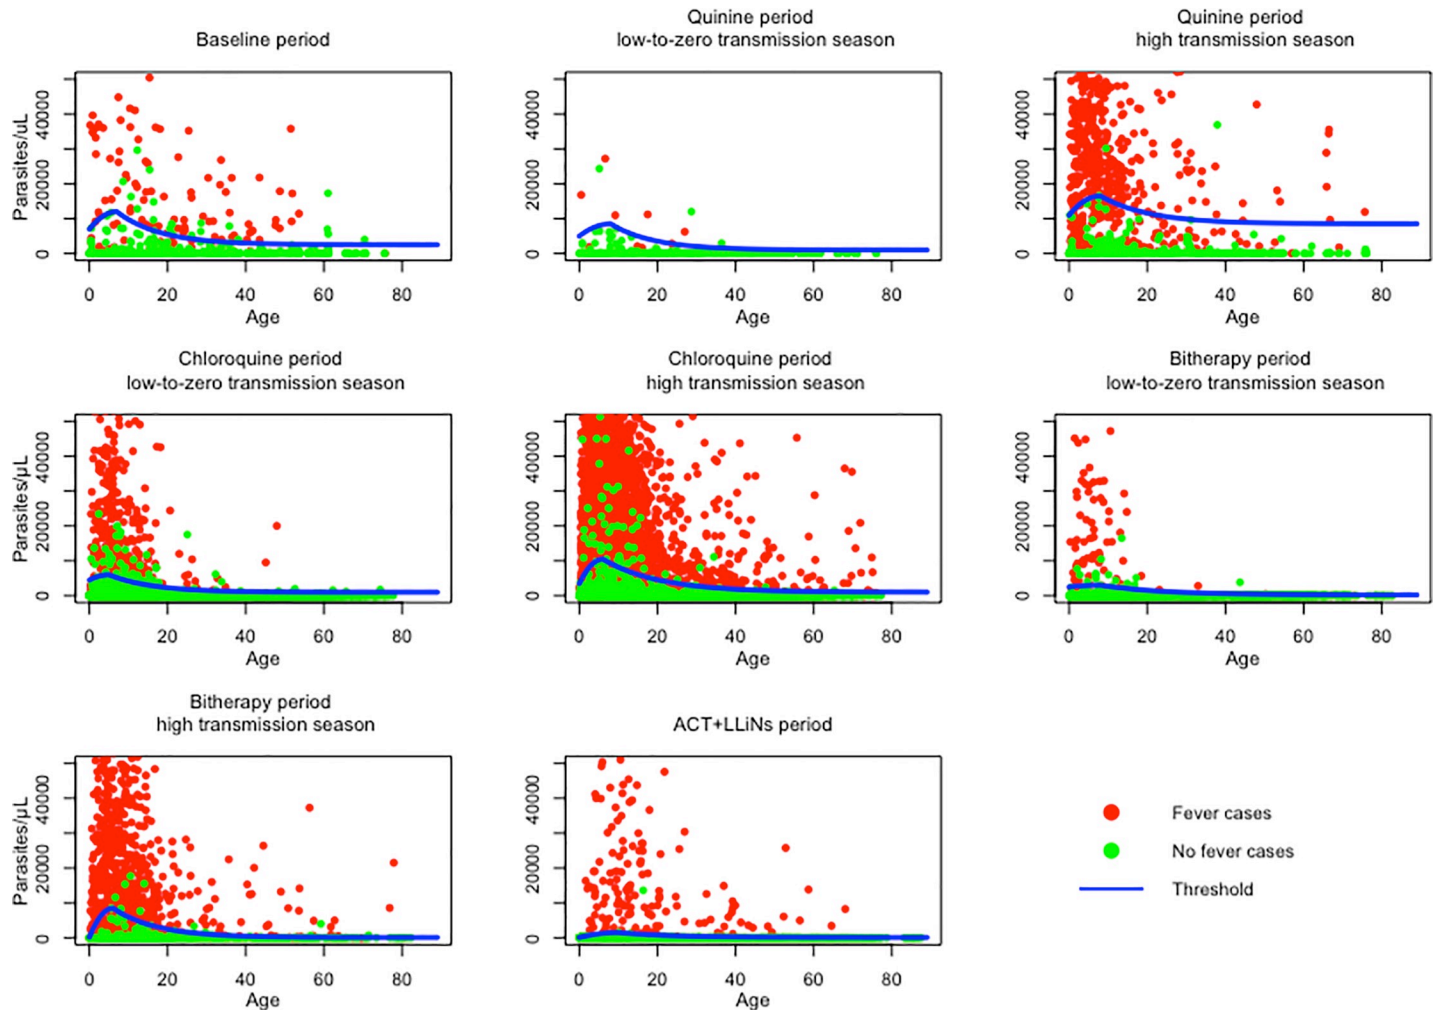 Baseline period
Quinine period
low-to-zero transmission season
Quinine period
high transmission season
Parasites/uL
0 20000 40000
0 20 40 60 80
Age
0 20000 40000
0 20 40 60 80
Age
0 20000 40000
0 20 40 60 80
Age
Chloroquine period
low-to-zero transmission season
Chloroquine period
high transmission season
Bitherapy period
low-to-zero transmission season
Parasites/µL
0 20000 40000
0 20 40 60 80
Age
0 20000 40000
0 20 40 60 80
Age
0 20000 40000
0 20 40 60 80
Age
Bitherapy period
high transmission season
ACT+LLiNs period
Parasites/µL
0 20000 40000
0 20 40 60 80
Age
0 20000 40000
0 20 40 60 80
Age
Fever cases
No fever cases
Threshold